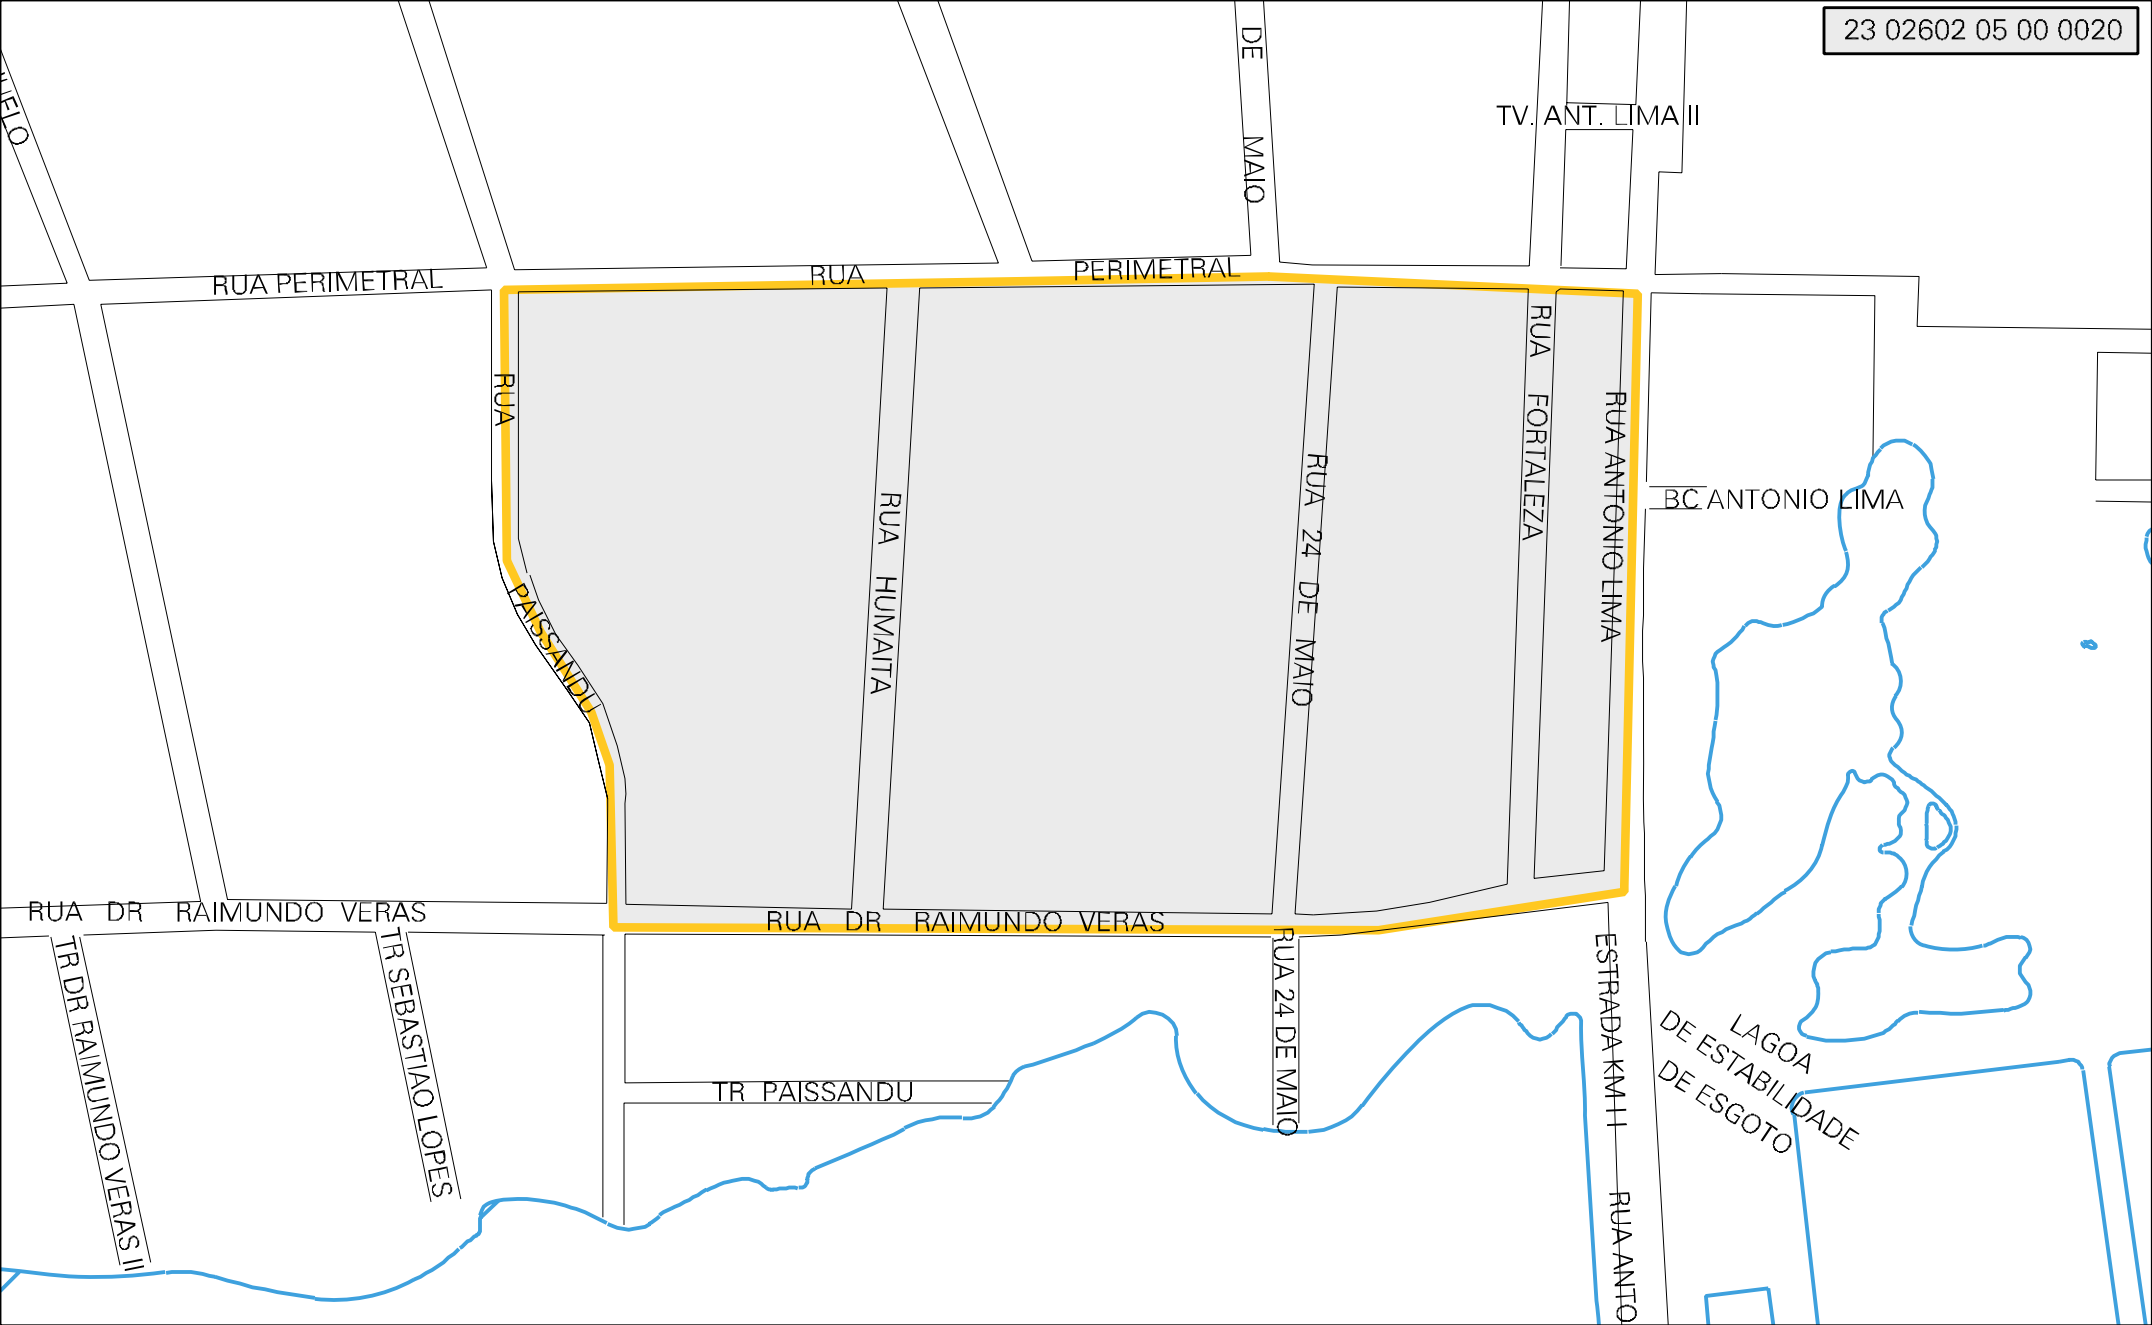 23 02602 05 00 0020
DE MAIO
TV. ANT. LIMA II
RUA PERIMETRAL
RUA PERIMETRAL
RUA PAISSANDU
RUA HUMAITA
RUA 24 DE MAIO
RUA FORTALEZA
RUA ANTONIO LIMA
BC ANTONIO LIMA
RUA DR RAIMUNDO VERAS
RUA DR RAIMUNDO VERAS
TR DR RAIMUNDO VERAS II
TR SEBASTIAO LOPES
TR PAISSANDU
RUA 24 DE MAIO
ESTRADA KM I I
RUA ANTO
LAGOA
DE ESTABILIDADE
DE ESGOTO